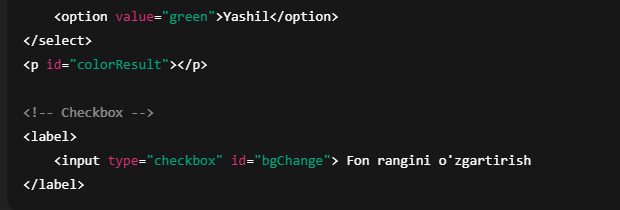 <option value="green">Yashil</option>
</select>
<p id="colorResult"></p>
<!-- Checkbox -->
<label>
<input type="checkbox" id="bgChange"> Fon rangini o'zgartirish
</label>